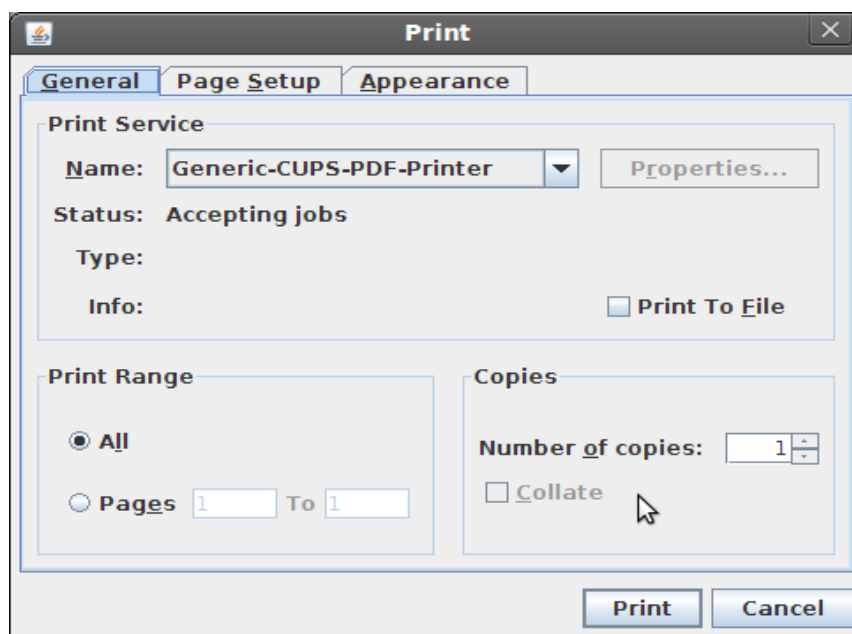 Print
General Page Setup Appearance
Print Service
Name: Generic-CUPS-PDF-Printer Properties...
Status: Accepting jobs
Type:
Info: Print To File
Print Range Copies
All
Number of copies: 1
Collate
Pages 1 To 1
Print Cancel